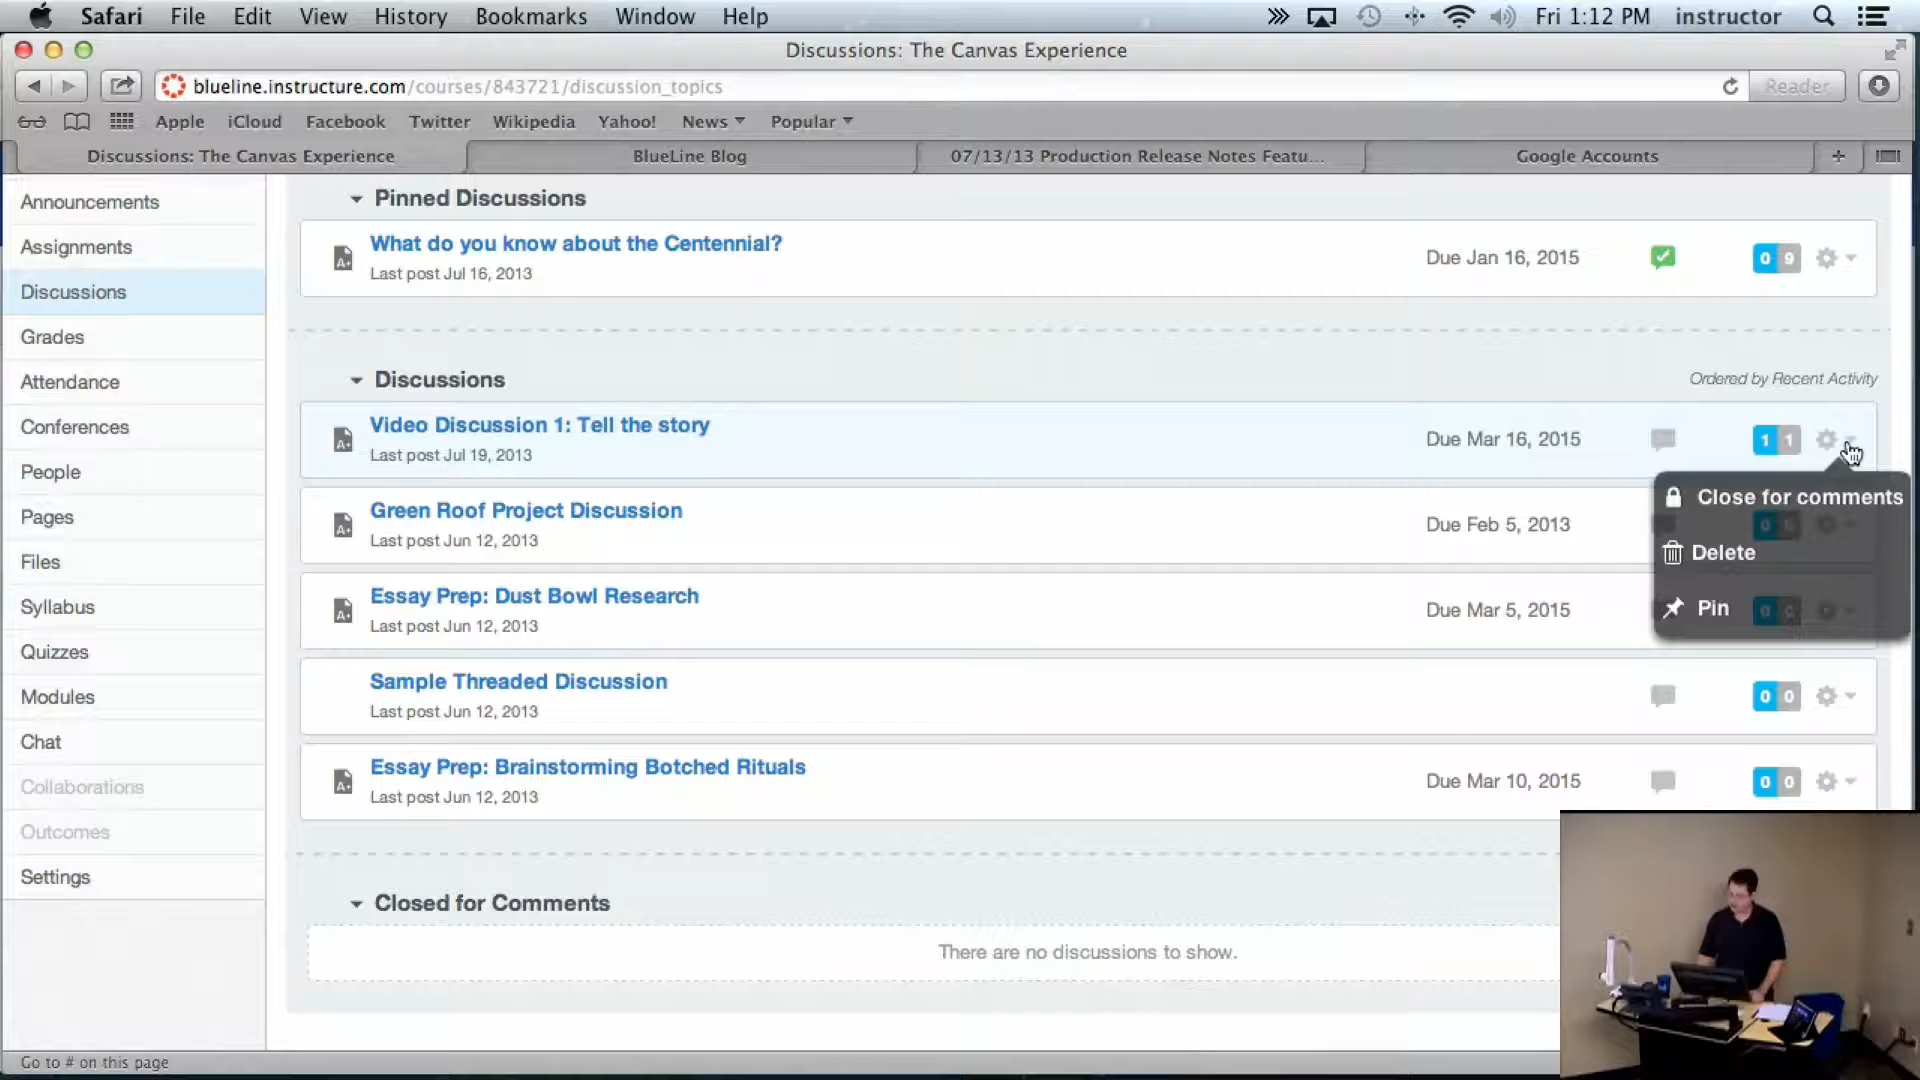 Safari File Edit View History Bookmarks Window Help Fri 1:12 PM instructor
Discussions: The Canvas Experience
blueline.instructure.com/courses/843721/discussion_topics Reader
Apple iCloud Facebook Twitter Wikipedia Yahoo! News Popular
Discussions: The Canvas Experience BlueLine Blog 07/13/13 Production Release Notes Featu... Google Accounts +
Announcements
Assignments
Discussions
Grades
Attendance
Conferences
People
Pages
Files
Syllabus
Quizzes
Modules
Chat
Collaborations
Outcomes
Settings
Pinned Discussions
What do you know about the Centennial?
Last post Jul 16, 2013
Due Jan 16, 2015 0 9
Discussions Ordered by Recent Activity
A+ Video Discussion 1: Tell the story
Last post Jul 19, 2013
Due Mar 16, 2015 1 1
Close for comments
Delete
Pin
Green Roof Project Discussion
Last post Jun 12, 2013
Due Feb 5, 2013
Essay Prep: Dust Bowl Research
Last post Jun 12, 2013
Due Mar 5, 2015
Sample Threaded Discussion
Last post Jun 12, 2013
0 0
Essay Prep: Brainstorming Botched Rituals
Last post Jun 12, 2013
Due Mar 10, 2015 0 0
Closed for Comments
There are no discussions to show.
Go to # on this page